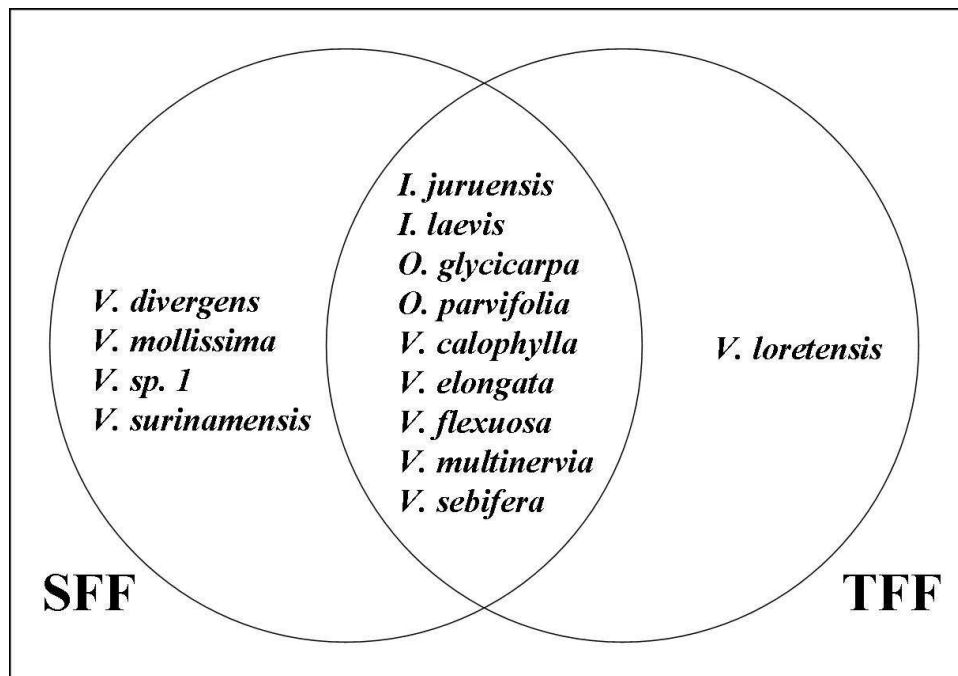 V. divergens
V. mollissima
V. sp. 1
V. surinamensis
I. juruensis
I. laevis
O. glycicarpa
O. parvifolia
V. calophylla
V. elongata
V. flexuosa
V. multinervia
V. sebifera
V. loretensis
SFF
TFF